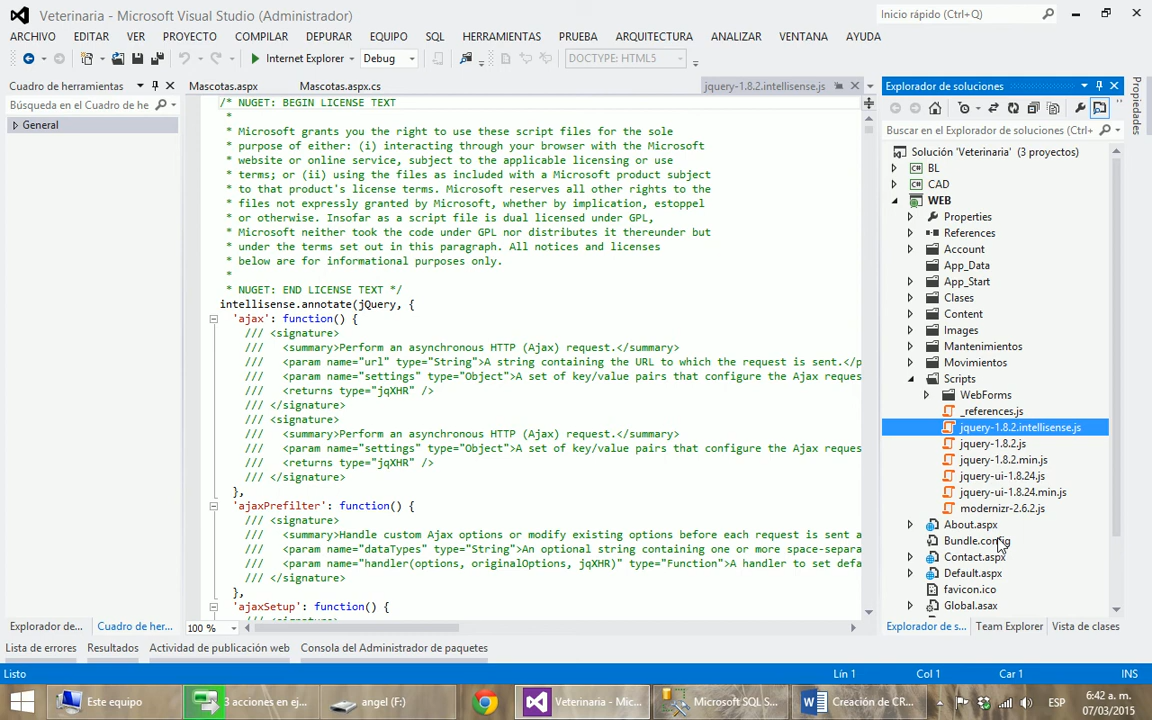 Veterinaria - Microsoft Visual Studio (Administrador)
Inicio rápido (Ctrl+Q)
ARCHIVO EDITAR VER PROYECTO COMPILAR DEPURAR EQUIPO SQL HERRAMIENTAS PRUEBA ARQUITECTURA ANALIZAR VENTANA AYUDA
Internet Explorer Debug DOCTYPE: HTML5
Cuadro de herramientas
Búsqueda en el Cuadro de he
General
Mascotas.aspx Mascotas.aspx.cs jquery-1.8.2.intellisense.js
/* NUGET: BEGIN LICENSE TEXT
*
* Microsoft grants you the right to use these script files for the sole
* purpose of either: (i) interacting through your browser with the Microsoft
* website or online service, subject to the applicable licensing or use
* terms; or (ii) using the files as included with a Microsoft product subject
* to that product's license terms. Microsoft reserves all other rights to the
* files not expressly granted by Microsoft, whether by implication, estoppel
* or otherwise. Insofar as a script file is dual licensed under GPL,
* Microsoft neither took the code under GPL nor distributes it thereunder but
* under the terms set out in this paragraph. All notices and licenses
* below are for informational purposes only.
*
* NUGET: END LICENSE TEXT */
intellisense.annotate(jQuery, {
'ajax': function() {
/// <signature>
/// <summary>Perform an asynchronous HTTP (Ajax) request.</summary>
/// <param name="url" type="String">A string containing the URL to which the request is sent.</p
/// <param name="settings" type="Object">A set of key/value pairs that configure the Ajax reques
/// <returns type="jqXHR" />
/// </signature>
/// <signature>
/// <summary>Perform an asynchronous HTTP (Ajax) request.</summary>
/// <param name="settings" type="Object">A set of key/value pairs that configure the Ajax reques
/// <returns type="jqXHR" />
/// </signature>
},
'ajaxPrefilter': function() {
/// <signature>
/// <summary>Handle custom Ajax options or modify existing options before each request is sent a
/// <param name="dataTypes" type="String">An optional string containing one or more space-separa
/// <param name="handler(options, originalOptions, jqXHR)" type="Function">A handler to set defa
/// </signature>
},
'ajaxSetup': function() {
/// <signature>
100 %
Explorador de soluciones
Buscar en el Explorador de soluciones (Ctrl+
Solución 'Veterinaria' (3 proyectos)
C# BL
C# CAD
WEB
Properties
References
Account
App_Data
App_Start
Clases
Content
Images
Mantenimientos
Movimientos
Scripts
WebForms
_references.js
jquery-1.8.2.intellisense.js
jquery-1.8.2.js
jquery-1.8.2.min.js
jquery-ui-1.8.24.js
jquery-ui-1.8.24.min.js
modernizr-2.6.2.js
About.aspx
Bundle.config
Contact.aspx
Default.aspx
favicon.ico
Global.asax
Propiedades
Explorador de... Cuadro de her...
Explorador de s... Team Explorer Vista de clases
Lista de errores Resultados Actividad de publicación web Consola del Administrador de paquetes
Listo Lín 1 Col 1 Car 1 INS
Este equipo 3 acciones en ej... angel (F:) Veterinaria - Mic... Microsoft SQL S... Creación de CR... ESP
6:42 a. m.
07/03/2015